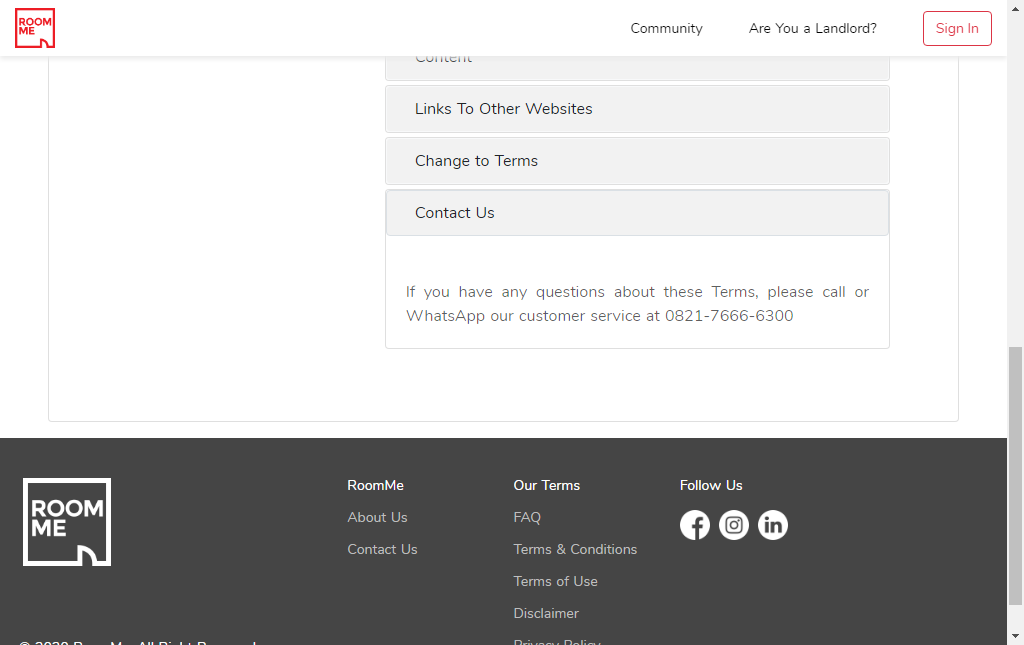 ROOM
ME
Community
Are You a Landlord?
Sign In
Content
Links To Other Websites
Change to Terms
Contact Us
If you have any questions about these Terms, please call or
WhatsApp our customer service at 0821-7666-6300
ROOM
ME
RoomMe
About Us
Contact Us
Our Terms
FAQ
Terms & Conditions
Terms of Use
Disclaimer
Privacy Policy
Follow Us
© 2020 RoomMe. All Right Reserved